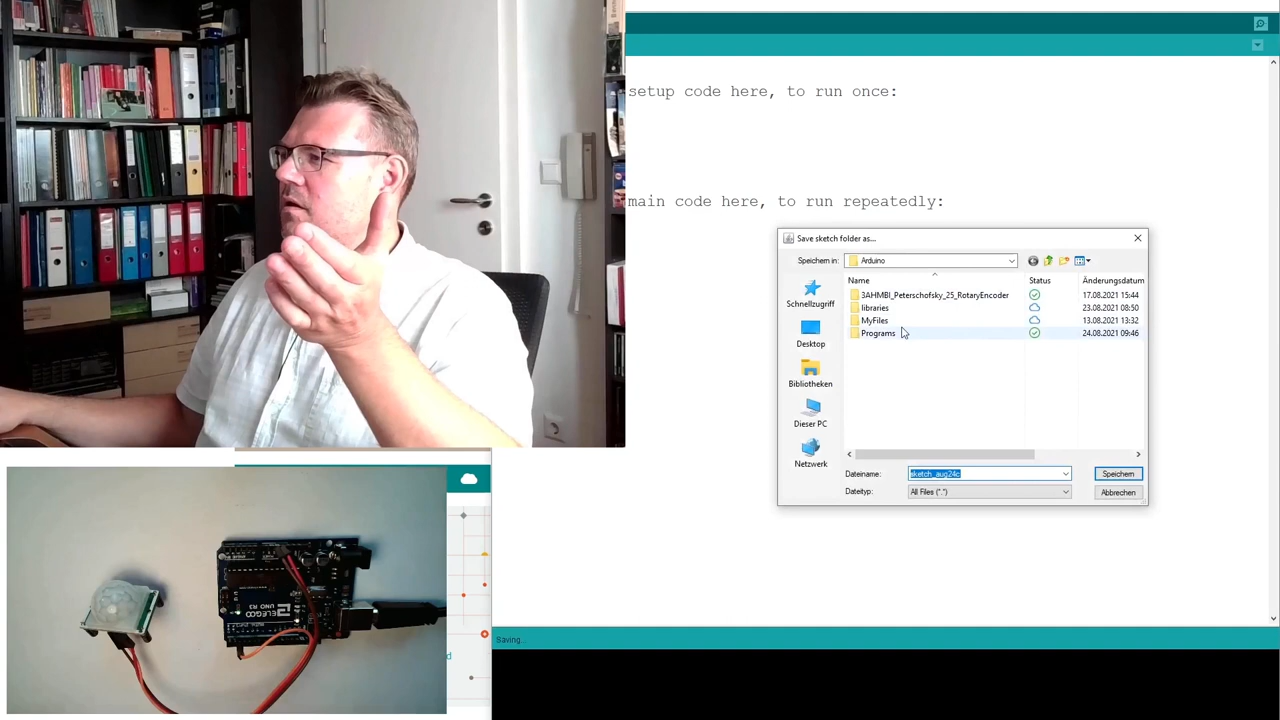 setup code here, to run once:
main code here, to run repeatedly:
Save sketch folder as...
Speichern in:
Arduino
Name
Status
Änderungsdatum
3AHMBI_Peterschofsky_25_RotaryEncoder
17.08.2021 15:44
libraries
23.08.2021 08:50
MyFiles
13.08.2021 13:32
Programs
24.08.2021 09:46
Schnellzugriff
Desktop
Bibliotheken
Dieser PC
Netzwerk
Dateiname:
sketch_aug24c
Speichern
Dateityp:
All Files (*.*)
Abbrechen
Saving...
ELEGOO
UNO R3
d